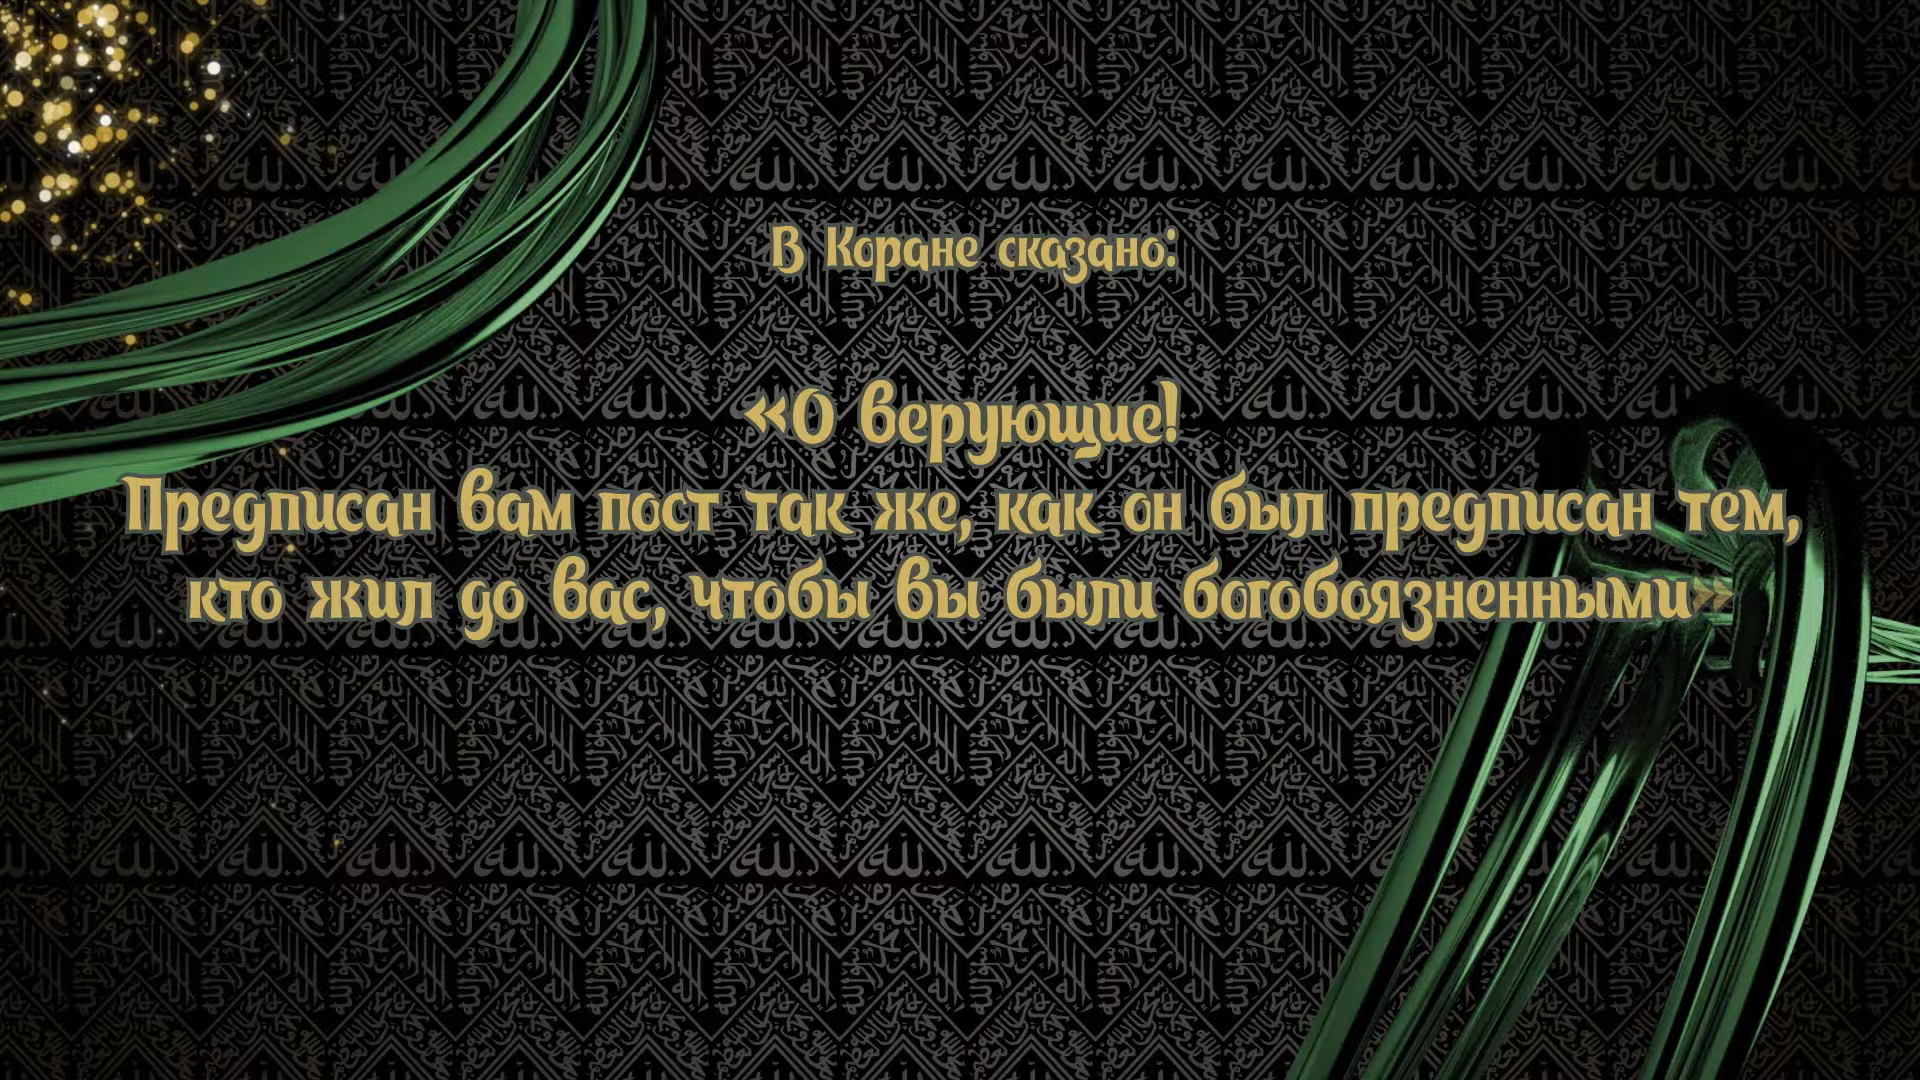 В Коране сказано:
«О верующие!
Предписан вам пост так же, как он был предписан тем,
кто жил до вас, чтобы вы были богобоязненными»